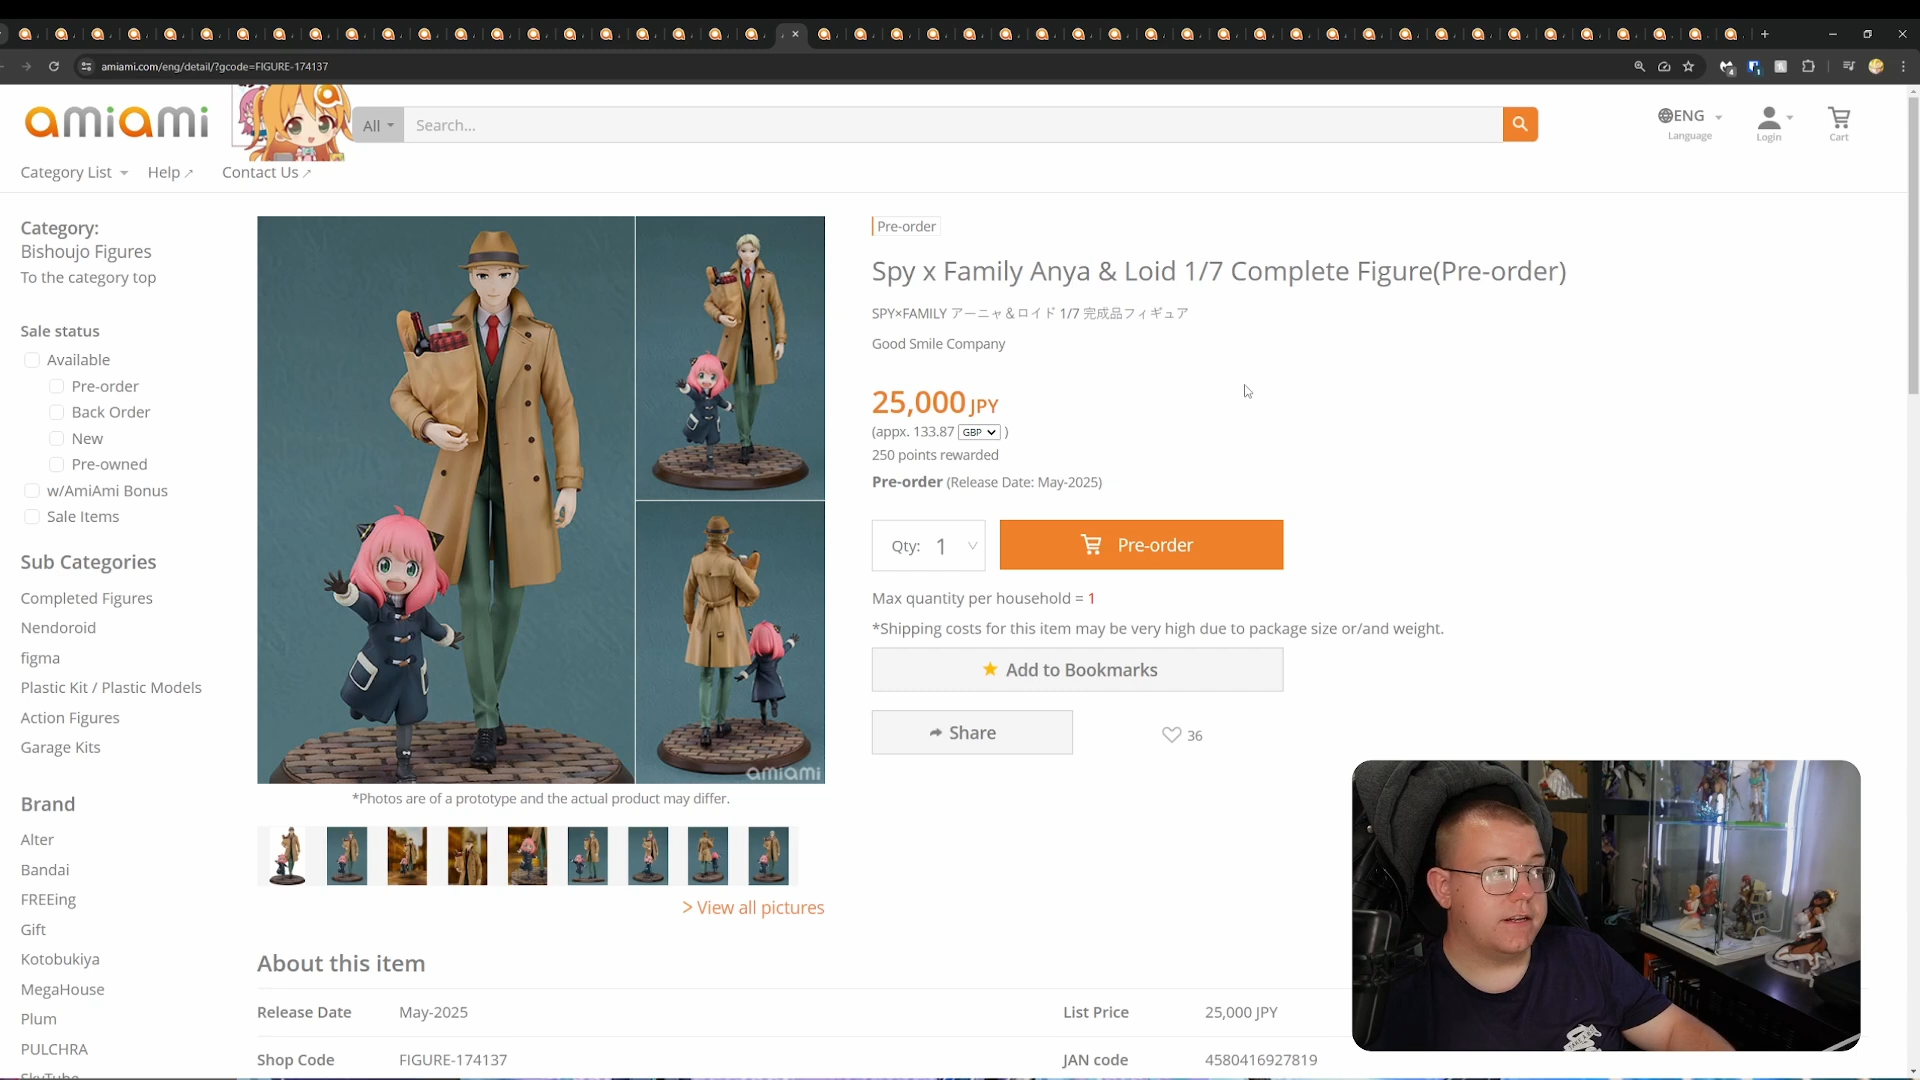 amiami.com/eng/detail/?gcode=FIGURE-174137
amiami
All
Search...
ENG
Language
Login
Cart
Category List
Help
Contact Us
Category:
Bishoujo Figures
To the category top
Sale status
Available
Pre-order
Back Order
New
Pre-owned
w/AmiAmi Bonus
Sale Items
Sub Categories
Completed Figures
Nendoroid
figma
Plastic Kit / Plastic Models
Action Figures
Garage Kits
Brand
Alter
Bandai
FREEing
Gift
Kotobukiya
MegaHouse
Plum
PULCHRA
SkyTube
amiami
*Photos are of a prototype and the actual product may differ.
> View all pictures
Pre-order
Spy x Family Anya & Loid 1/7 Complete Figure(Pre-order)
SPY×FAMILY アーニャ＆ロイド 1/7 完成品フィギュア
Good Smile Company
25,000 JPY
(appx. 133.87 GBP )
250 points rewarded
Pre-order (Release Date: May-2025)
Qty: 1
Pre-order
Max quantity per household = 1
*Shipping costs for this item may be very high due to package size or/and weight.
Add to Bookmarks
Share
36
About this item
Release Date May-2025
List Price 25,000 JPY
Shop Code FIGURE-174137
JAN code 4580416927819